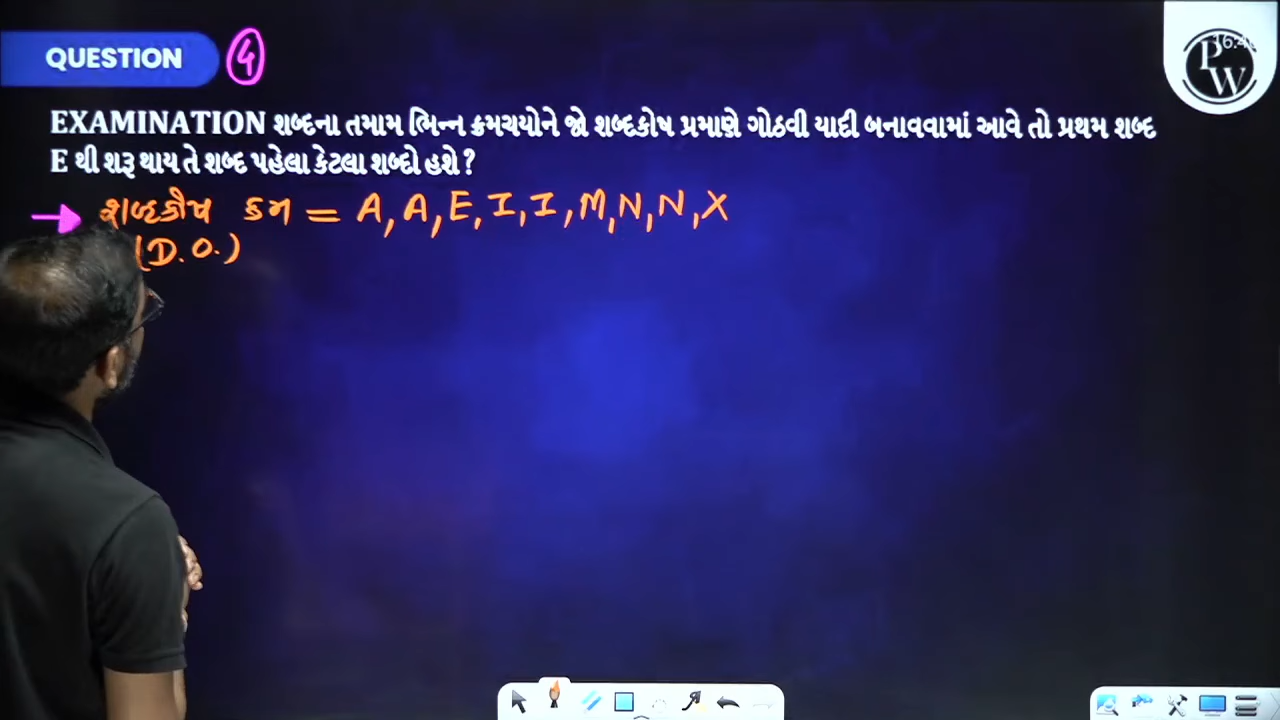 QUESTION 4
EXAMINATION શબ્દના તમામ ભિન્ન ક્રમચયોને જો શબ્દકોષ પ્રમાણે ગોઠવી યાદી બનાવવામાં આવે તો પ્રથમ શબ્દ
E થી શરૂ થાય તે શબ્દ પહેલા કેટલા શબ્દો હશે?
શબ્દકોષ ક્રમ = A, A, E, I, I, M, N, N, X
(D.O.)
PW